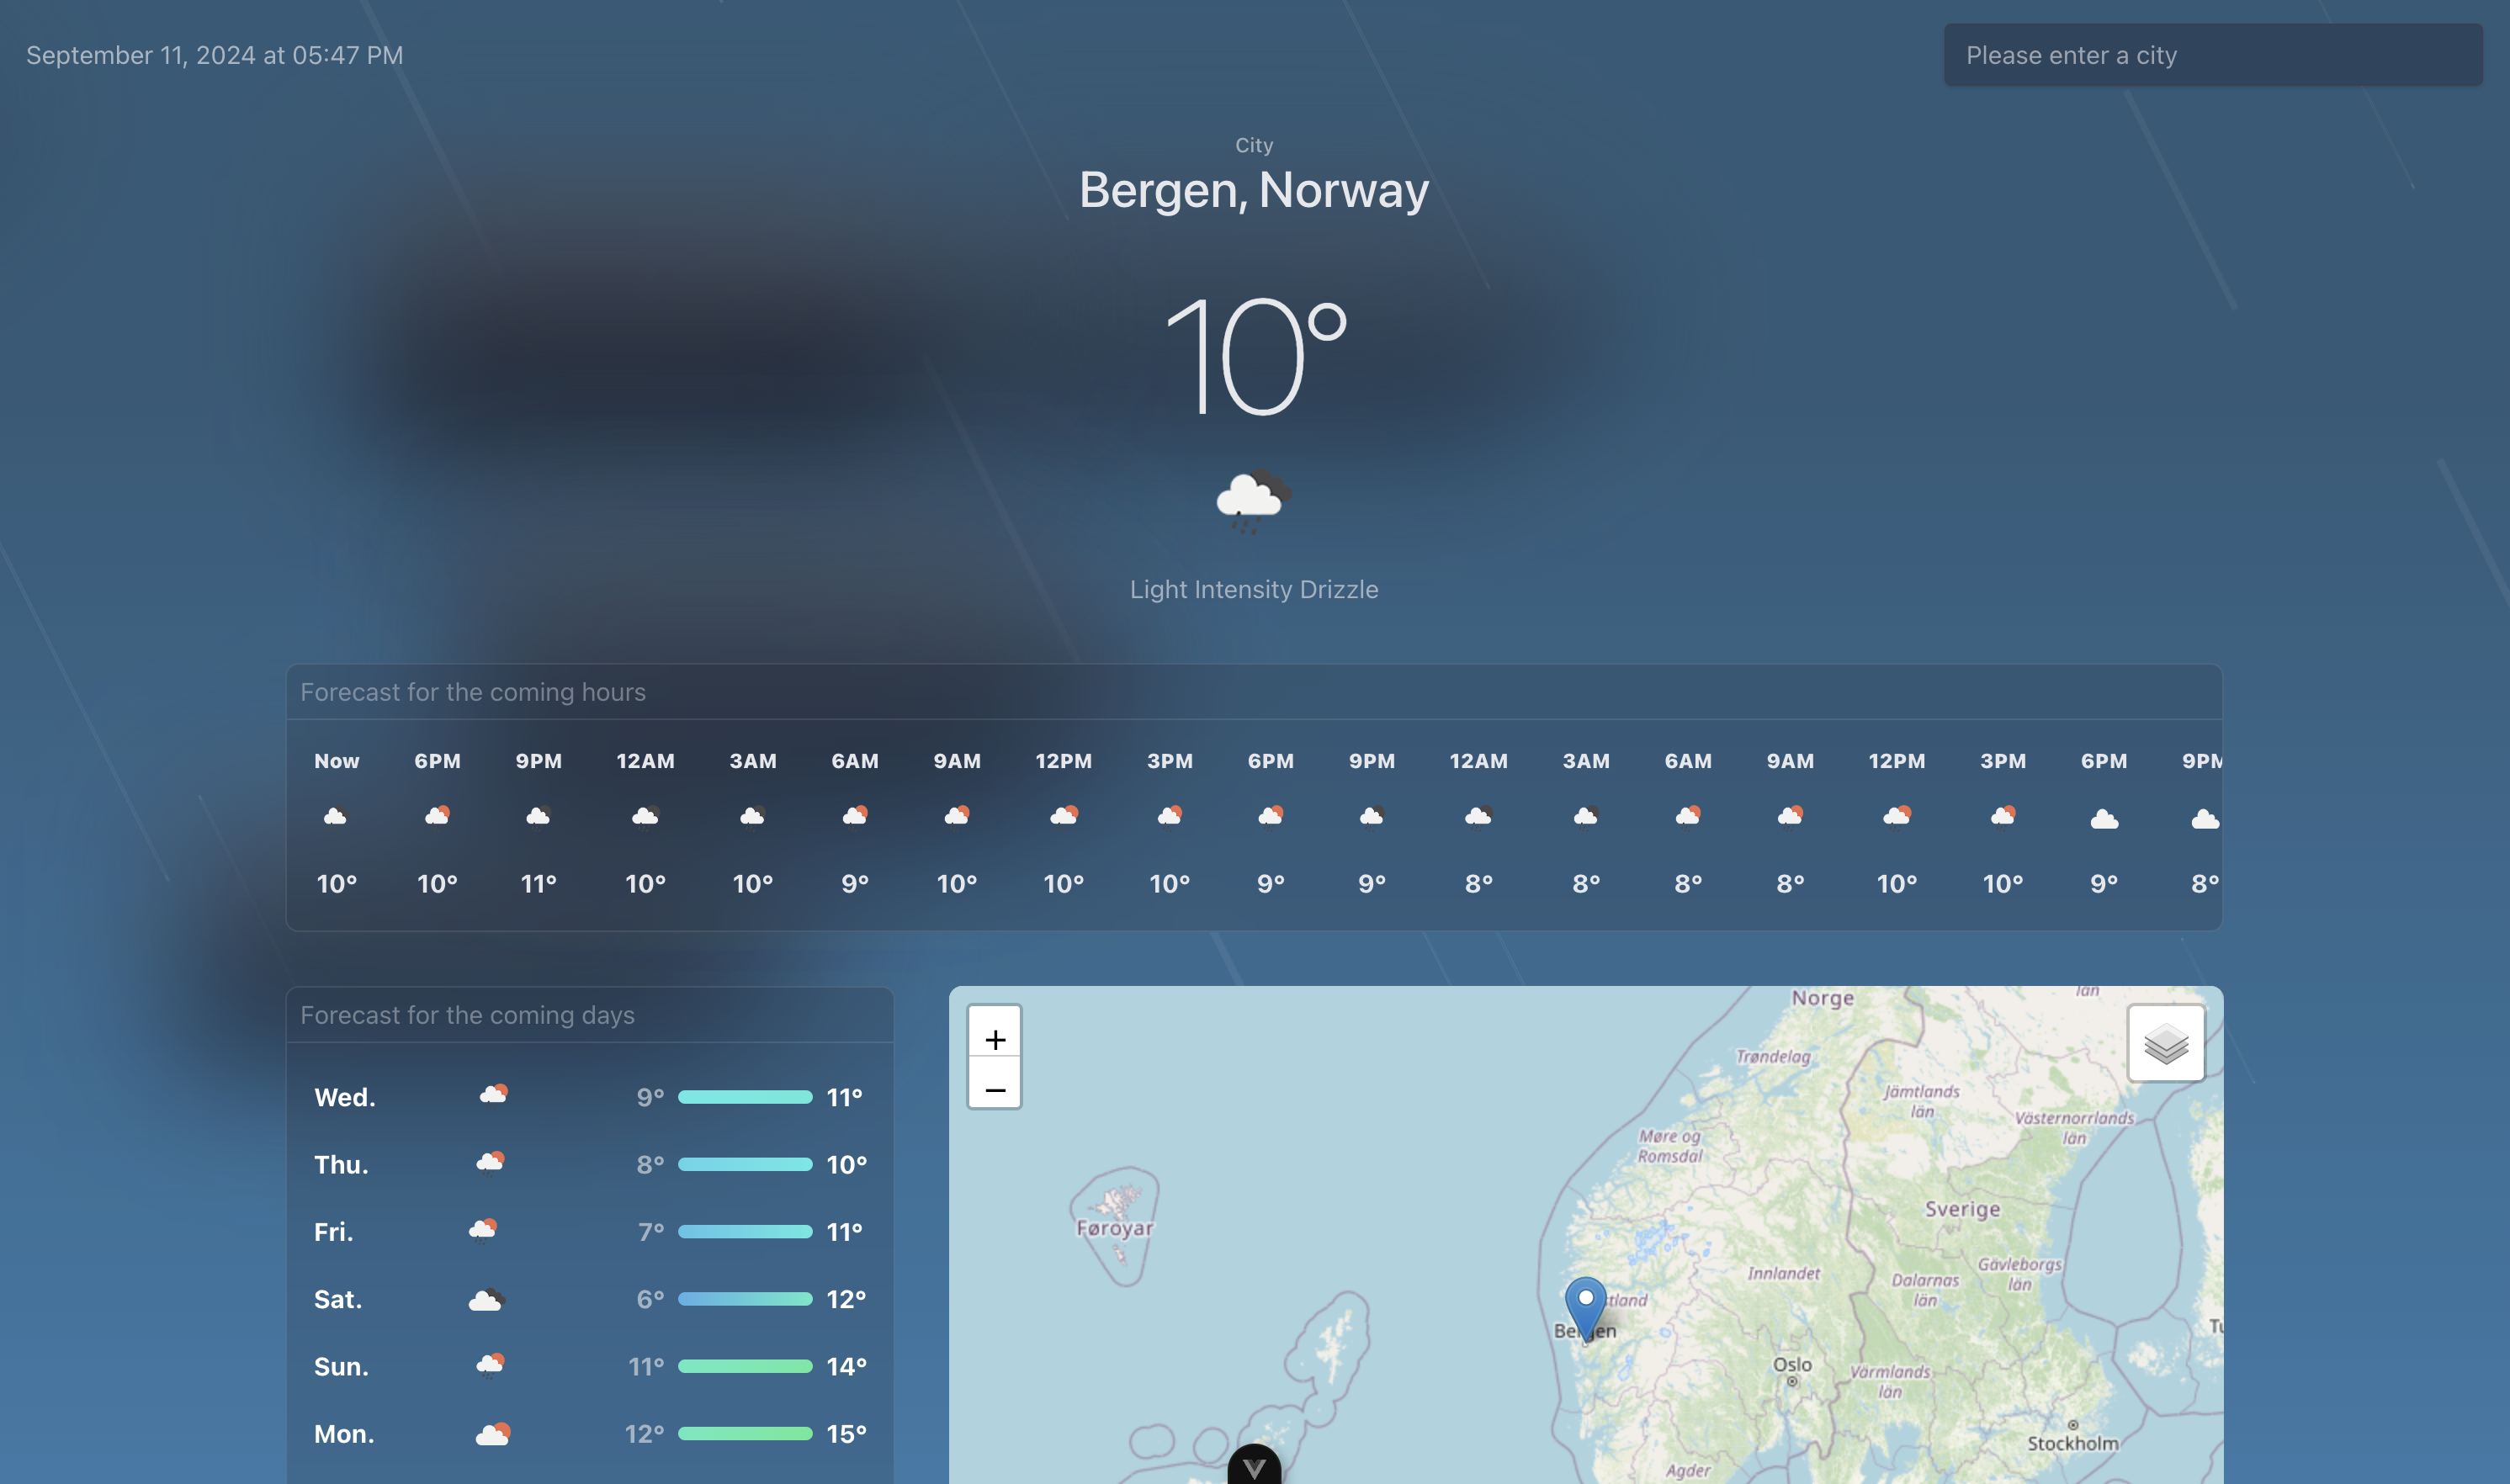 September 11, 2024 at 05:47 PM
Please enter a city
City
Bergen, Norway
10°
Light Intensity Drizzle
Forecast for the coming hours
Now 6PM 9PM 12AM 3AM 6AM 9AM 12PM 3PM 6PM 9PM 12AM 3AM 6AM 9AM 12PM 3PM 6PM 9PM
10° 10° 11° 10° 10° 9° 10° 10° 10° 9° 9° 8° 8° 8° 8° 10° 10° 9° 8°
Forecast for the coming days
Wed. 9° 11°
Thu. 8° 10°
Fri. 7° 11°
Sat. 6° 12°
Sun. 11° 14°
Mon. 12° 15°
+
−
Norge
län
Trøndelag
Jämtlands
län
Västernorrlands
län
Møre og
Romsdal
Føroyar
Sverige
Gävleborgs
län
Innlandet
Dalarnas
län
Bergen
Oslo
Värmlands
län
Stockholm
Agder